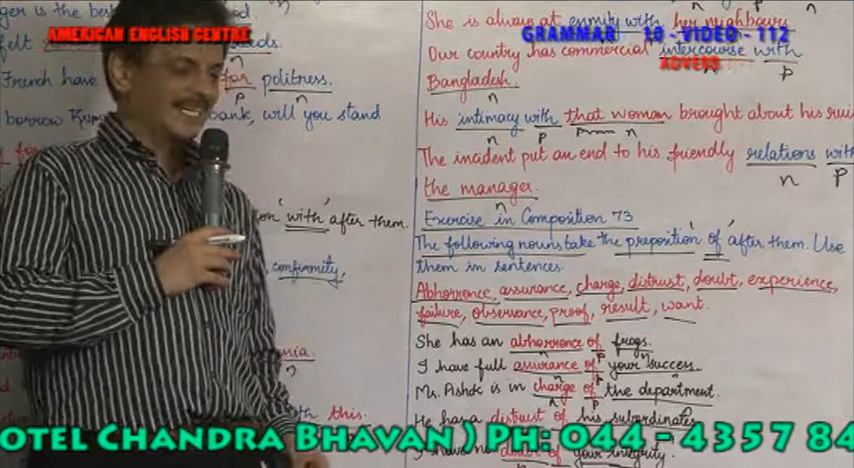 AMERICAN ENGLISH CENTRE
GRAMMAR 10 - VIDEO - 112
ADVERB
felt
French have for politness.
p n
borrow bank, will you stand
'with' after them.
n
this.
She is always at enmity with her neighbours
Our country has commercial intercourse with
n p
Bangladesh.
n
His intimacy with that woman brought about his
n p n
The incident put an end to his friendly relations with
n p
the manager.
n
Exercise in Composition 73
The following nouns take the preposition 'of' after them. Use
them in sentences.
Abhorrence, assurance, charge, distrust, doubt, experience,
failure, observance, proof, result, want.
She has an abhorrence of frogs.
n p n
I have full assurance of your success.
n p n
Mr. Ashok is in charge of the department.
n p n
He has a distrust of his subordinates
I have no doubt of your integrity.
OTEL CHANDRA BHAVAN ) PH: 044 - 4357 84